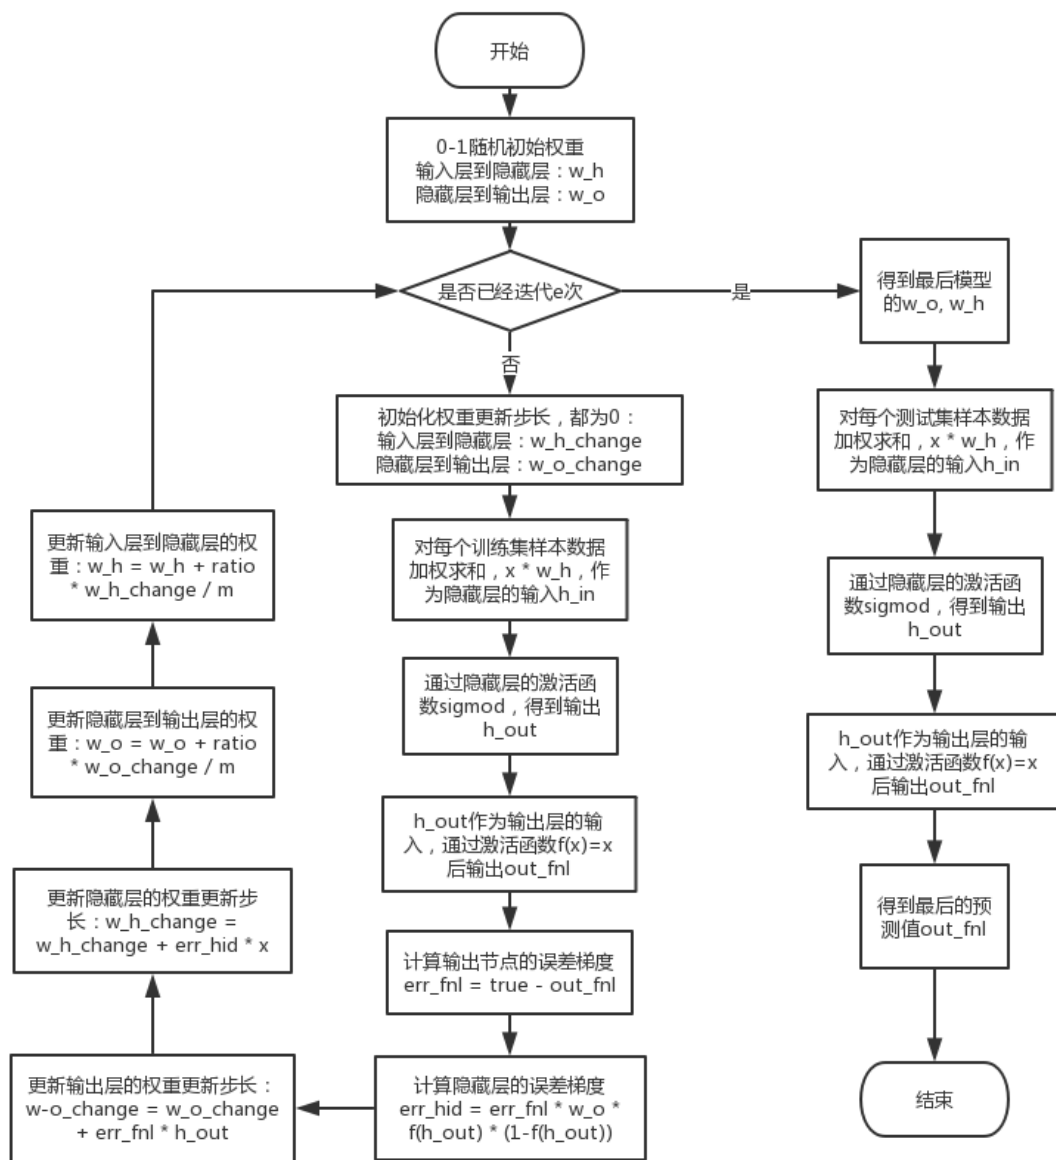 开始
0-1随机初始权重
输入层到隐藏层：w_h
隐藏层到输出层：w_o
是否已经迭代e次
是
否
初始化权重更新步长，都为0：
输入层到隐藏层：w_h_change
隐藏层到输出层：w_o_change
对每个训练集样本数据
加权求和，x * w_h，作
为隐藏层的输入h_in
通过隐藏层的激活函
数sigmod，得到输出
h_out
h_out作为输出层的输
入，通过激活函数f(x)=x
后输出out_fnl
计算输出节点的误差梯度
err_fnl = true - out_fnl
计算隐藏层的误差梯度
err_hid = err_fnl * w_o *
f(h_out) * (1-f(h_out))
更新输出层的权重更新步长：
w-o_change = w_o_change
+ err_fnl * h_out
更新隐藏层的权重更新步
长：w_h_change =
w_h_change + err_hid * x
更新隐藏层到输出层的权
重：w_o = w_o + ratio
* w_o_change / m
更新输入层到隐藏层的权
重：w_h = w_h + ratio
* w_h_change / m
得到最后模型
的w_o, w_h
对每个测试集样本数据
加权求和，x * w_h，作
为隐藏层的输入h_in
通过隐藏层的激活函
数sigmod，得到输出
h_out
h_out作为输出层的输
入，通过激活函数f(x)=x
后输出out_fnl
得到最后的预
测值out_fnl
结束